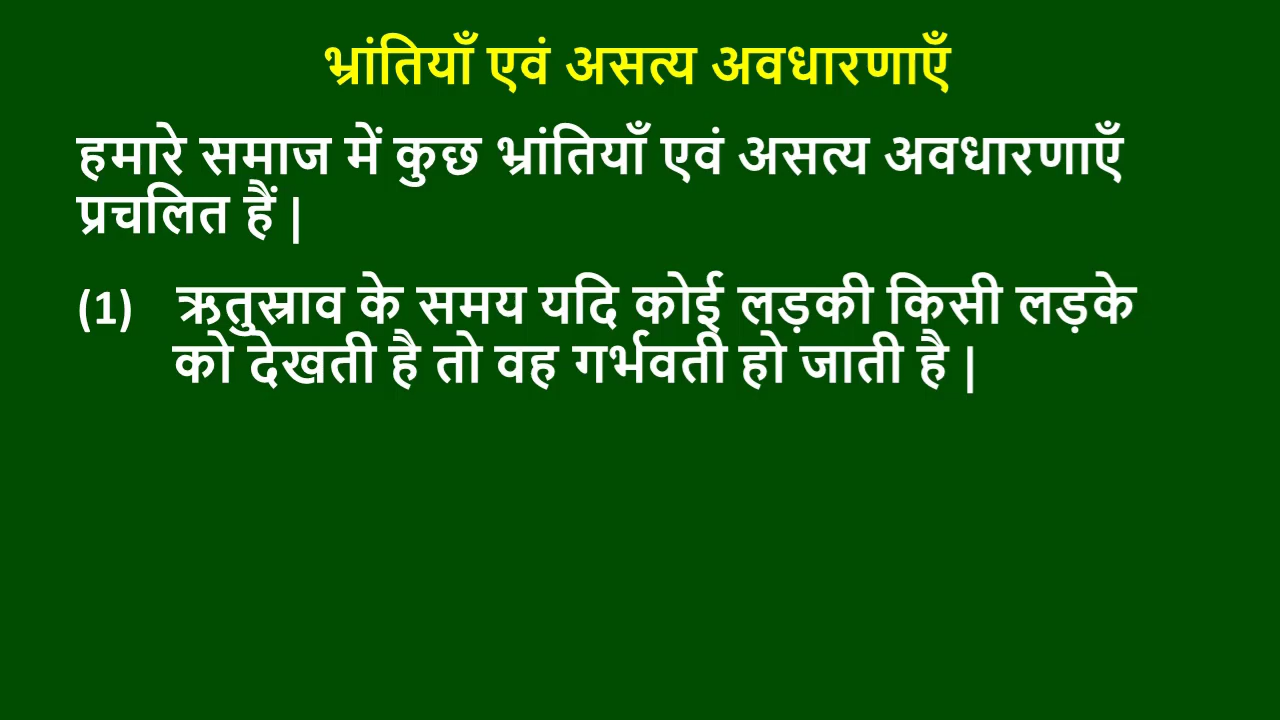 भ्रांतियाँ एवं असत्य अवधारणाएँ
हमारे समाज में कुछ भ्रांतियाँ एवं असत्य अवधारणाएँ
प्रचलित हैं |
(1) ऋतुस्राव के समय यदि कोई लड़की किसी लड़के
को देखती है तो वह गर्भवती हो जाती है |